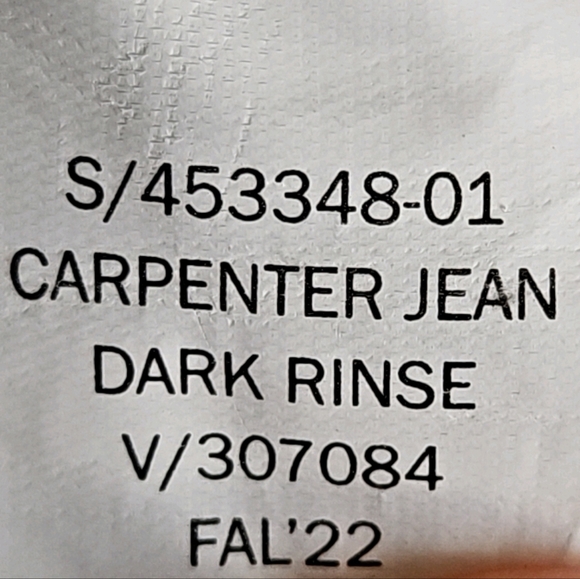 S/453348-01
CARPENTER JEAN
DARK RINSE
V/307084
FAL'22